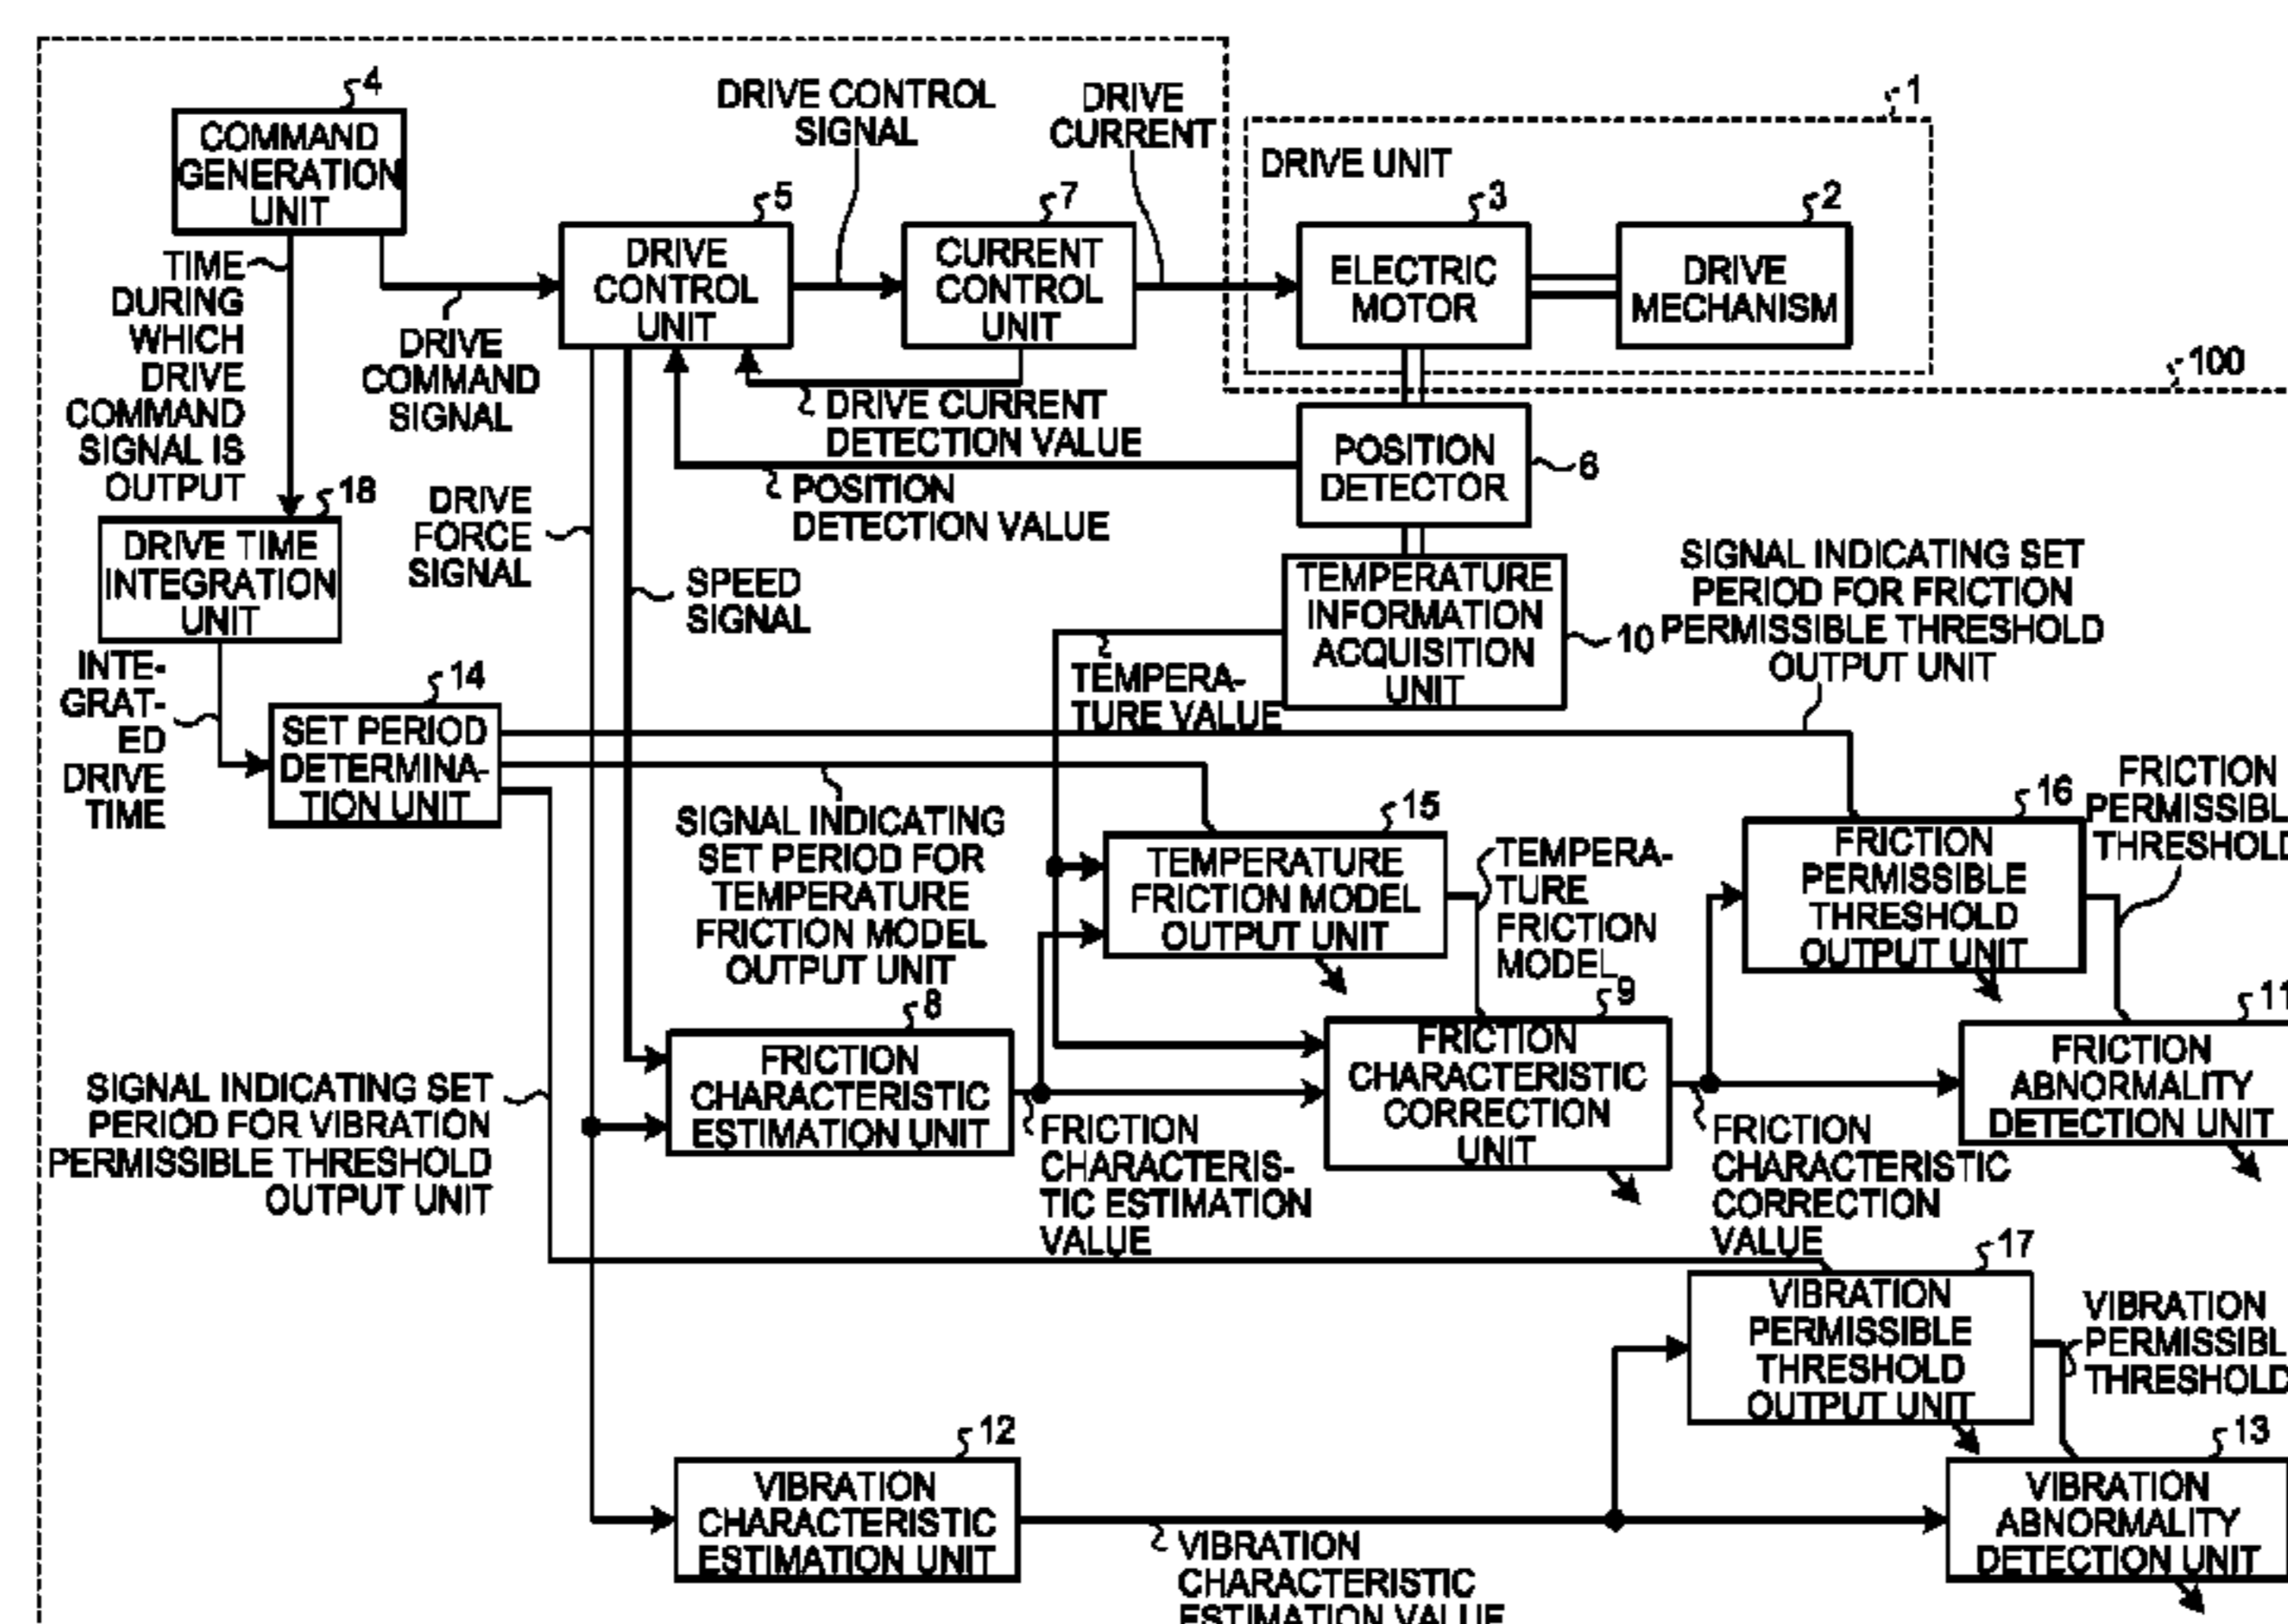 4
COMMAND
GENERATION
UNIT
DRIVE CONTROL
SIGNAL
DRIVE
CURRENT
1
DRIVE UNIT
5
DRIVE
CONTROL
UNIT
7
CURRENT
CONTROL
UNIT
3
ELECTRIC
MOTOR
2
DRIVE
MECHANISM
TIME
DURING
WHICH
DRIVE
COMMAND
SIGNAL IS
OUTPUT
DRIVE
COMMAND
SIGNAL
100
DRIVE CURRENT
DETECTION VALUE
POSITION
DETECTOR
6
POSITION
DETECTION VALUE
18
DRIVE TIME
INTEGRATION
UNIT
DRIVE
FORCE
SIGNAL
SPEED
SIGNAL
TEMPERATURE
INFORMATION
ACQUISITION
UNIT
10
SIGNAL INDICATING SET
PERIOD FOR FRICTION
PERMISSIBLE THRESHOLD
OUTPUT UNIT
TEMPERA-
TURE VALUE
INTE-
GRAT-
ED
DRIVE
TIME
14
SET PERIOD
DETERMINA-
TION UNIT
SIGNAL INDICATING
SET PERIOD FOR
TEMPERATURE
FRICTION MODEL
OUTPUT UNIT
15
TEMPERATURE
FRICTION MODEL
OUTPUT UNIT
TEMPERA-
TURE
FRICTION
MODEL
16
FRICTION
PERMISSIBLE
THRESHOLD
OUTPUT UNIT
FRICTION
PERMISSIBL
THRESHOLD
8
FRICTION
CHARACTERISTIC
ESTIMATION UNIT
9
FRICTION
CHARACTERISTIC
CORRECTION
UNIT
11
FRICTION
ABNORMALITY
DETECTION UNIT
SIGNAL INDICATING SET
PERIOD FOR VIBRATION
PERMISSIBLE THRESHOLD
OUTPUT UNIT
FRICTION
CHARACTERIS-
TIC ESTIMATION
VALUE
FRICTION
CHARACTERISTIC
CORRECTION
VALUE
17
VIBRATION
PERMISSIBLE
THRESHOLD
OUTPUT UNIT
VIBRATION
PERMISSIBL
THRESHOLD
12
VIBRATION
CHARACTERISTIC
ESTIMATION UNIT
13
VIBRATION
ABNORMALITY
DETECTION UNIT
VIBRATION
CHARACTERISTIC
ESTIMATION VALUE